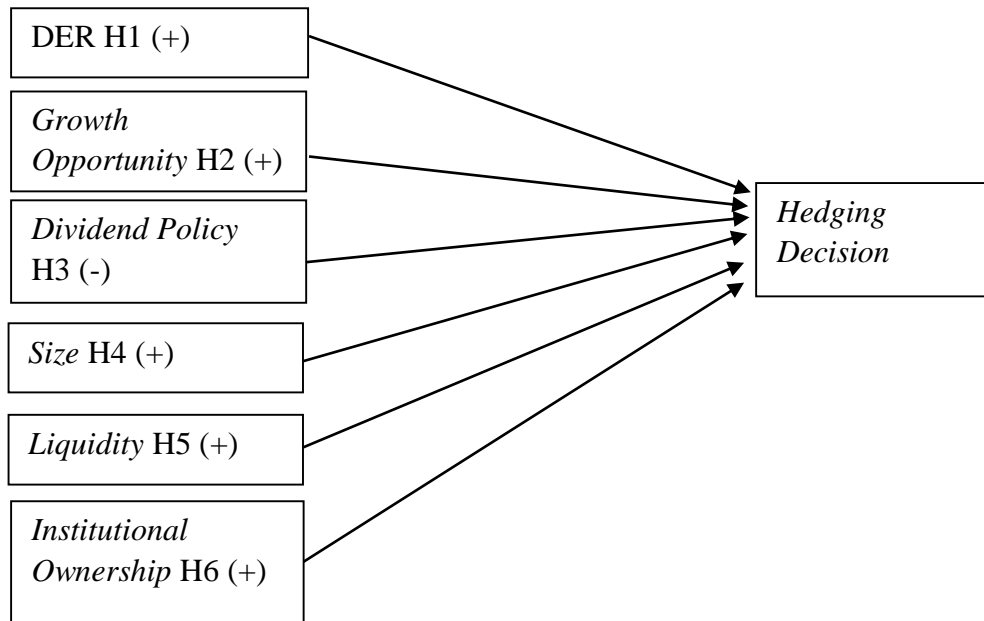 DER H1 (+)
Growth
Opportunity H2 (+)
Dividend Policy
H3 (-)
Size H4 (+)
Liquidity H5 (+)
Institutional
Ownership H6 (+)
Hedging
Decision